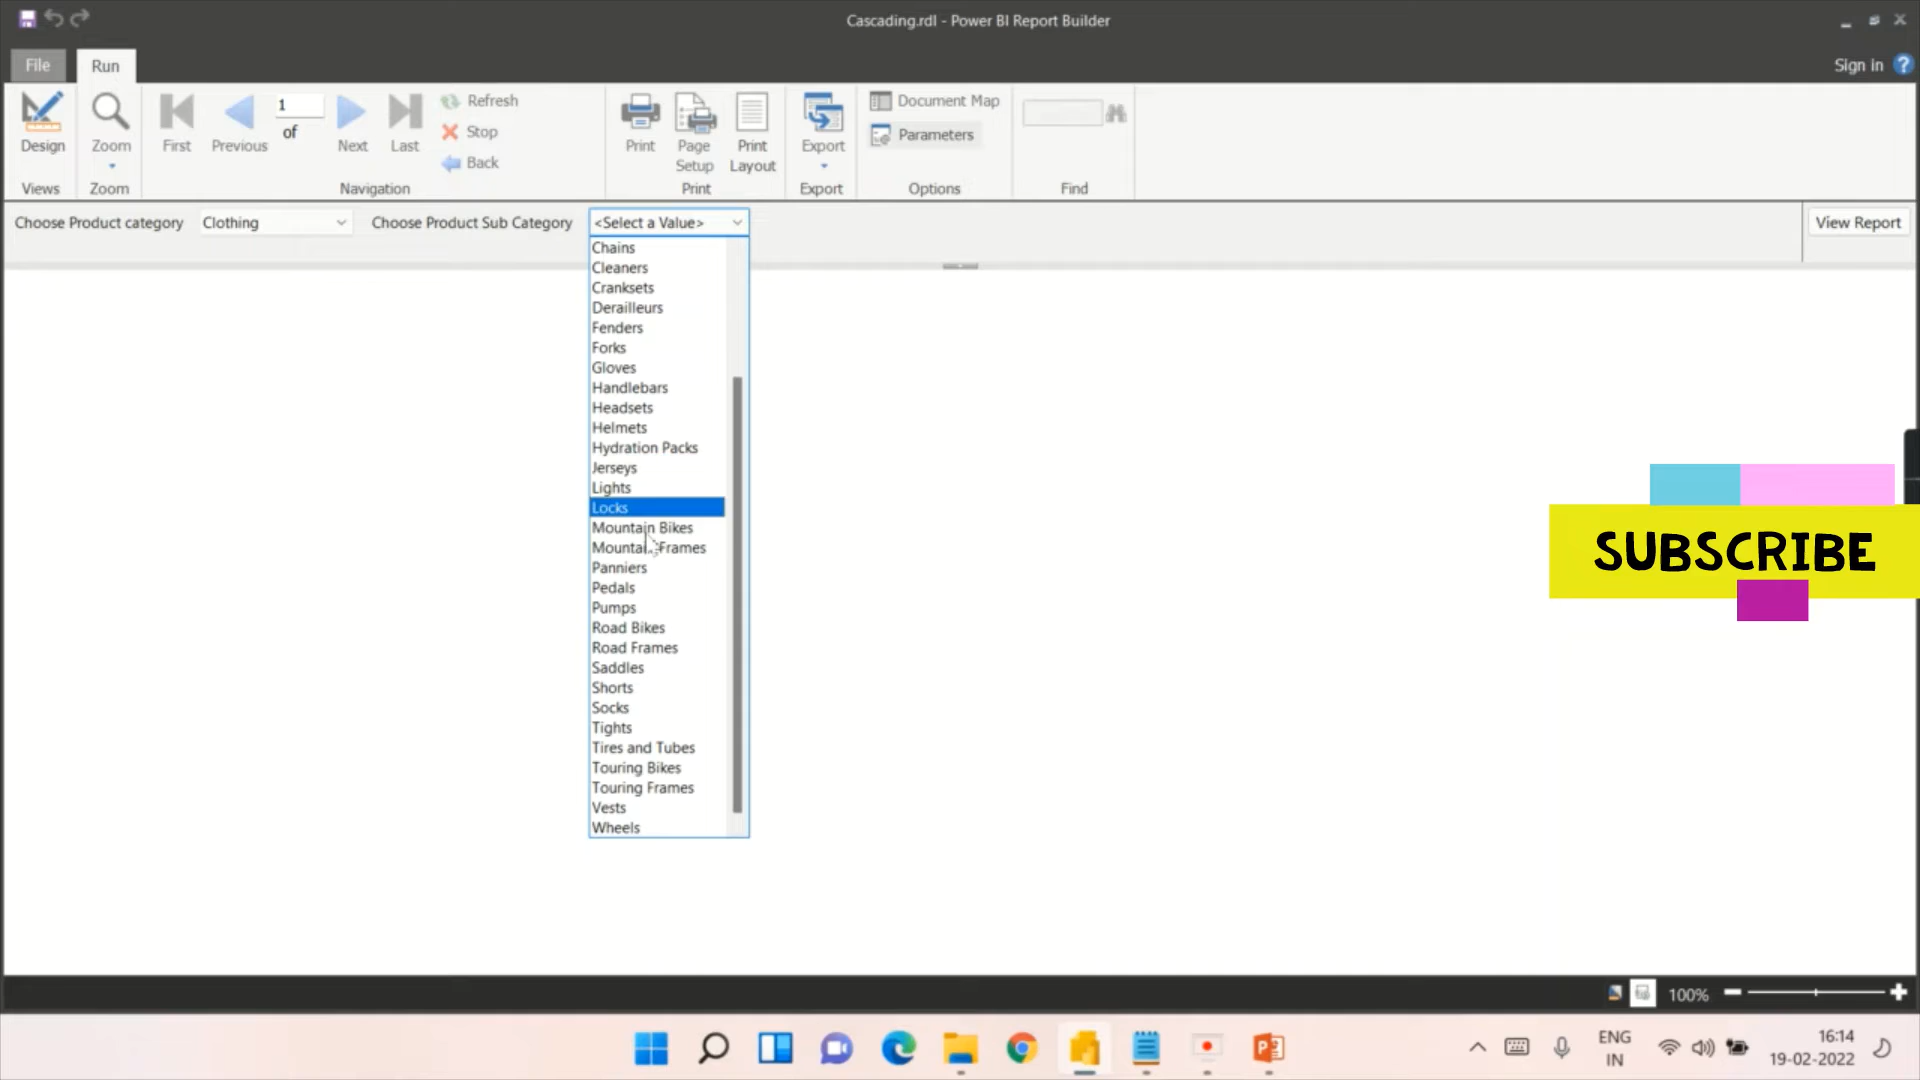 Cascading.rdl - Power BI Report Builder
File
Run
Sign in
?
Design
Zoom
First
Previous
1
of
Next
Last
Refresh
Stop
Back
Print
Page
Setup
Print
Layout
Export
Document Map
Parameters
Views
Zoom
Navigation
Print
Export
Options
Find
Choose Product category
Clothing
Choose Product Sub Category
<Select a Value>
View Report
Chains
Cleaners
Cranksets
Derailleurs
Fenders
Forks
Gloves
Handlebars
Headsets
Helmets
Hydration Packs
Jerseys
Lights
Locks
Mountain Bikes
Mountain Frames
Panniers
Pedals
Pumps
Road Bikes
Road Frames
Saddles
Shorts
Socks
Tights
Tires and Tubes
Touring Bikes
Touring Frames
Vests
Wheels
SUBSCRIBE
100%
ENG
IN
16:14
19-02-2022